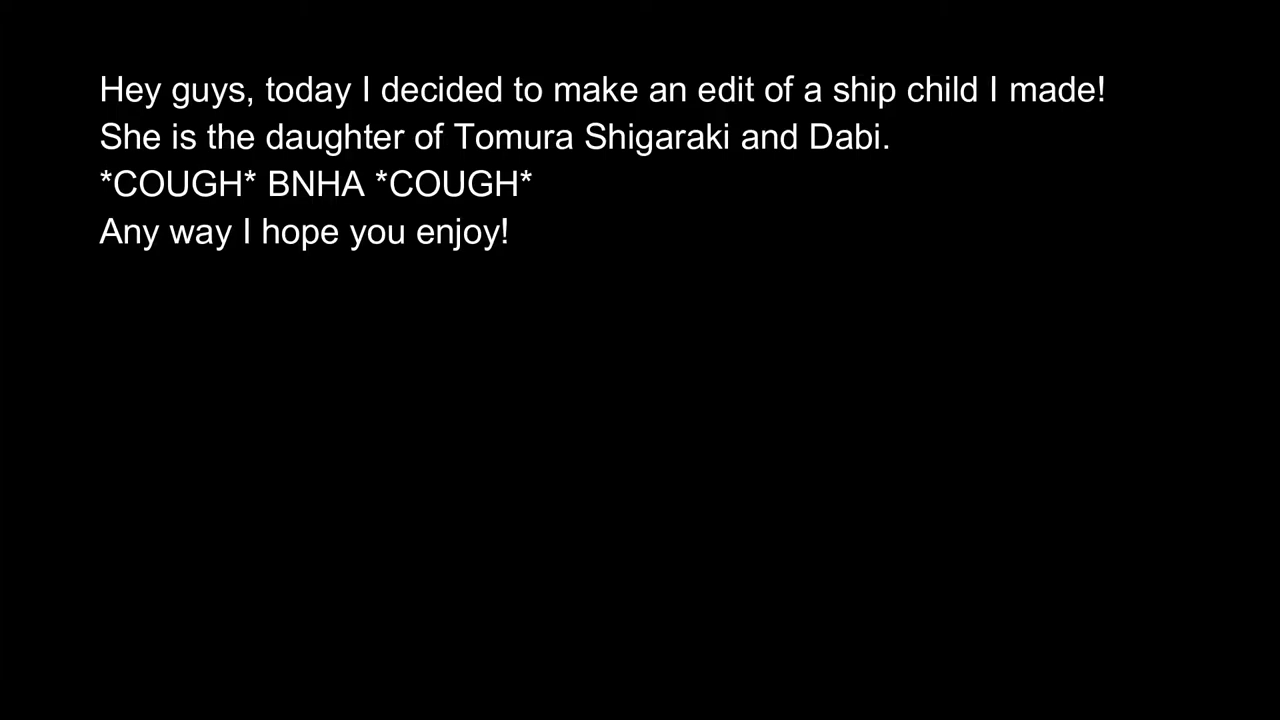 Hey guys, today I decided to make an edit of a ship child I made!
She is the daughter of Tomura Shigaraki and Dabi.
*COUGH* BNHA *COUGH*
Any way I hope you enjoy!